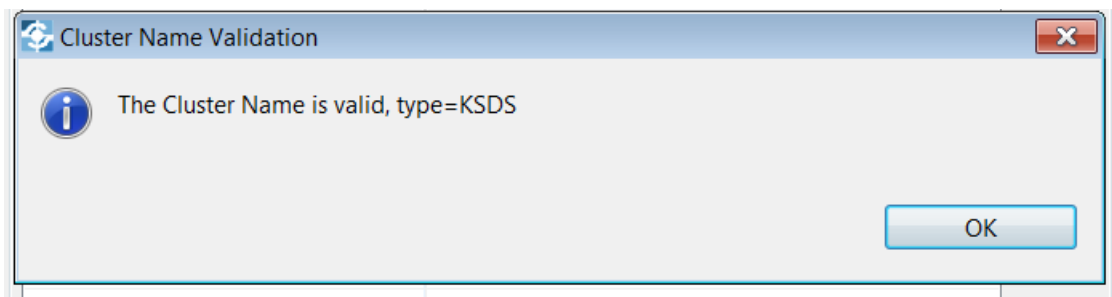 Cluster Name Validation
The Cluster Name is valid, type=KSDS
OK